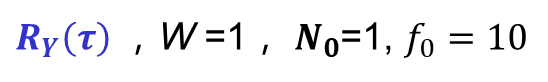 R_Y(τ) , W=1 , N_0=1, f_0 = 10